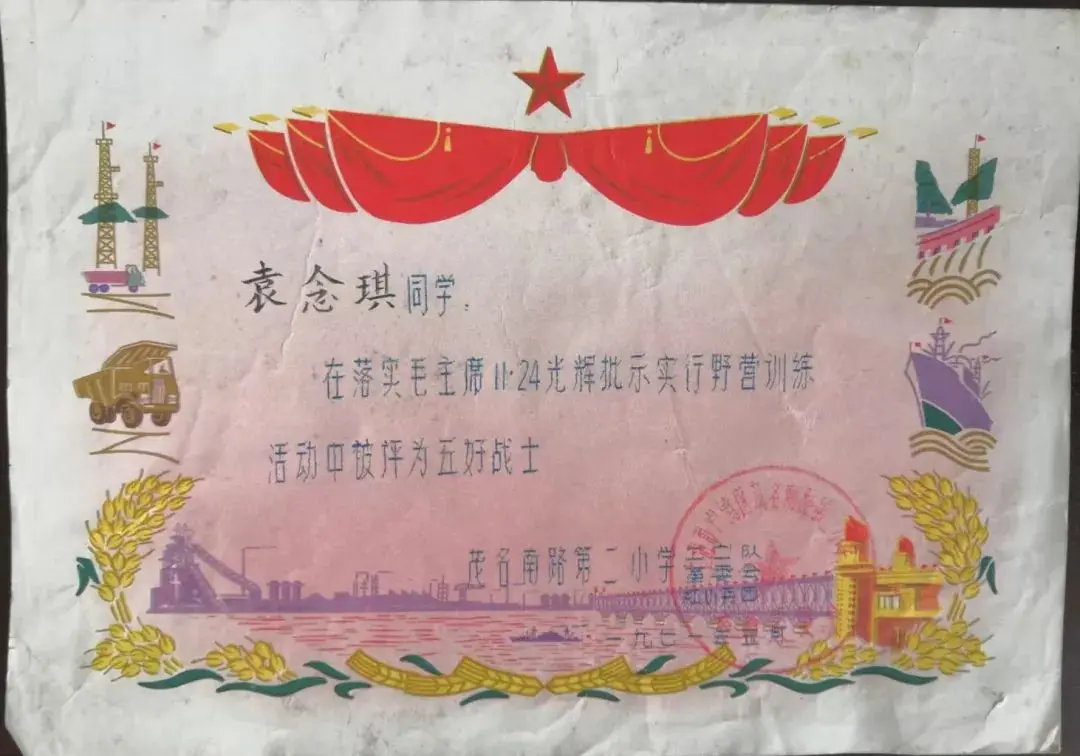 袁念琪同学：
在落实毛主席11·24光辉批示实行野营训练
活动中被评为五好战士
茂名南路第二小学
一九七一年